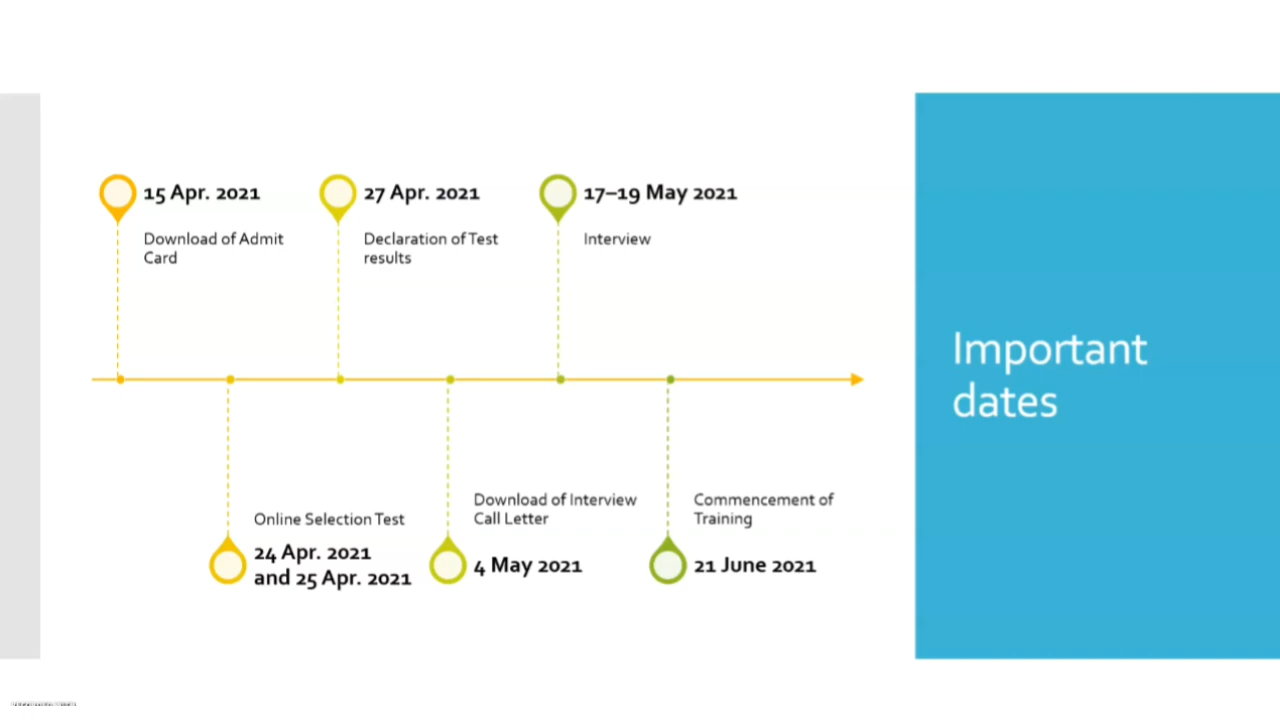 15 Apr. 2021
Download of Admit
Card
27 Apr. 2021
Declaration of Test
results
17–19 May 2021
Interview
Online Selection Test
24 Apr. 2021
and 25 Apr. 2021
Download of Interview
Call Letter
4 May 2021
Commencement of
Training
21 June 2021
Important
dates